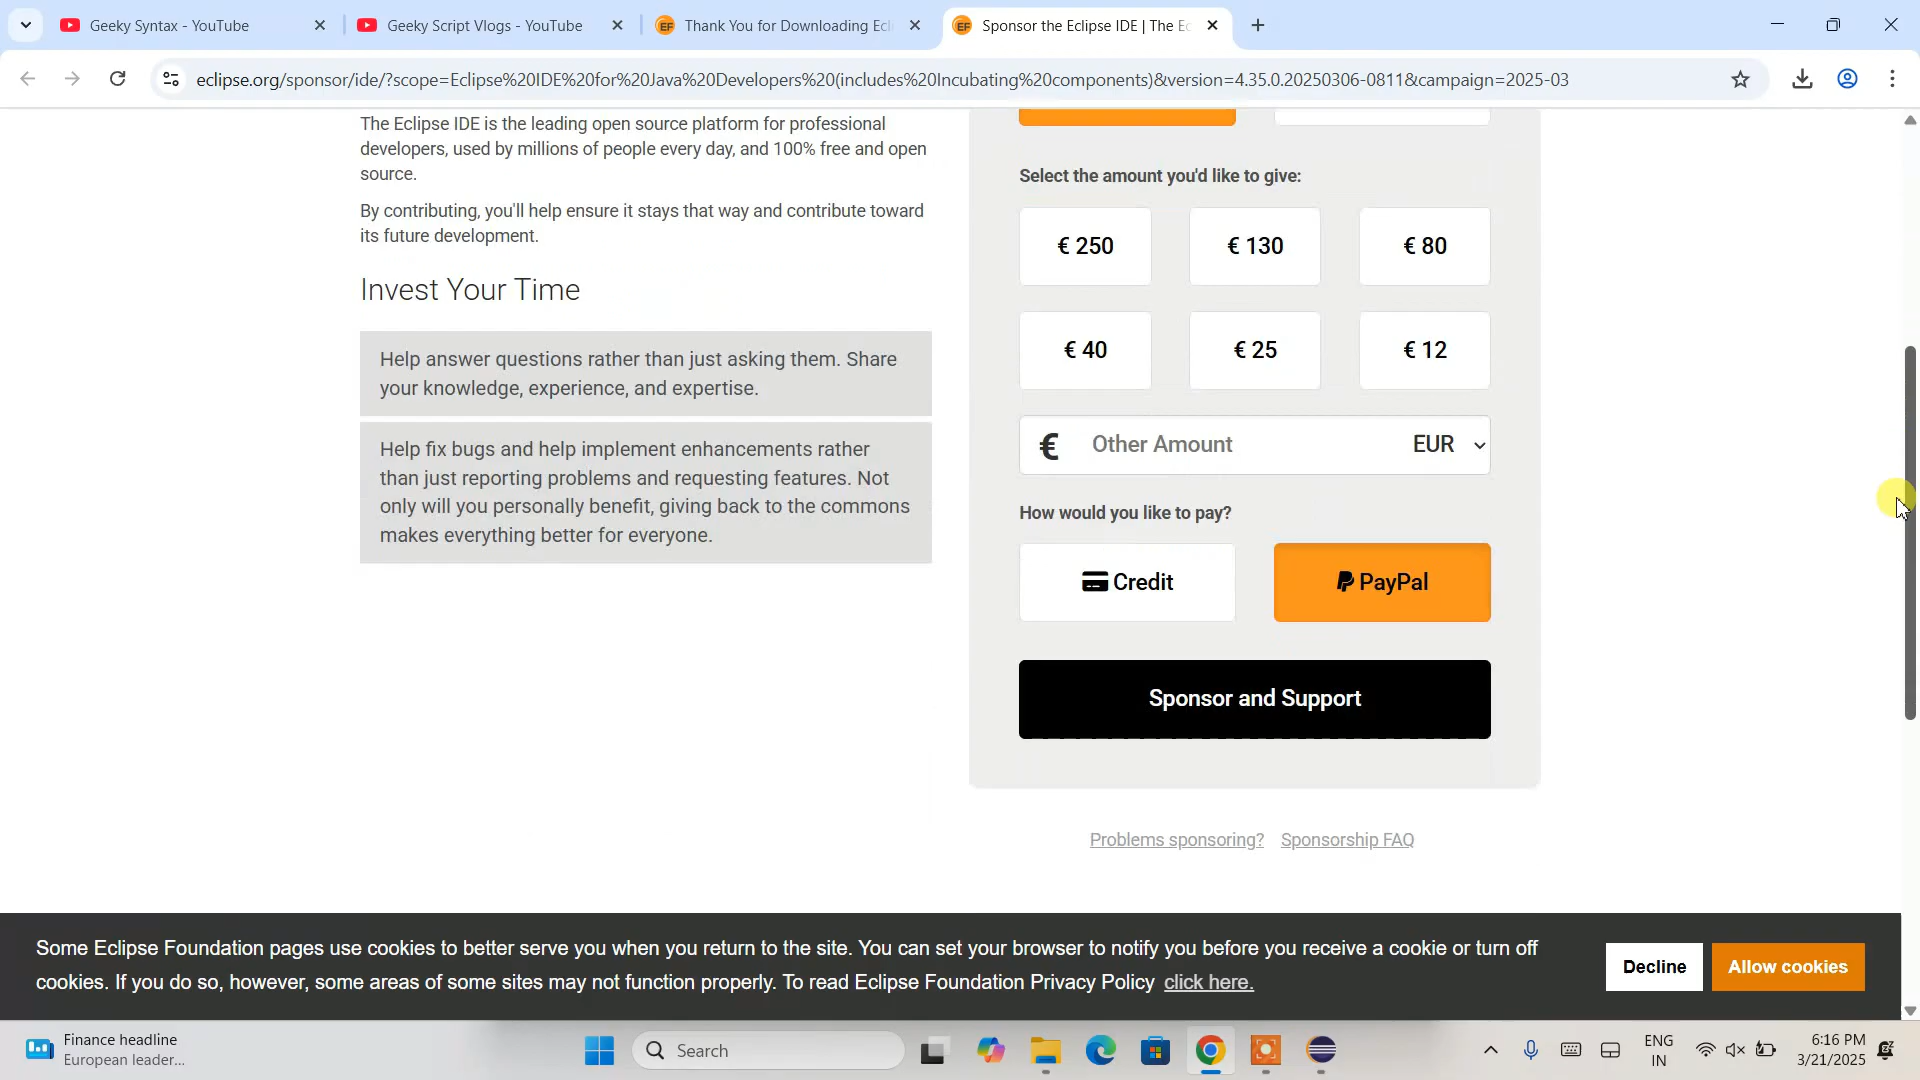 Geeky Syntax - YouTube
Geeky Script Vlogs - YouTube
Thank You for Downloading Ecl
Sponsor the Eclipse IDE | The Ec
eclipse.org/sponsor/ide/?scope=Eclipse%20IDE%20for%20Java%20Developers%20(includes%20Incubating%20components)&version=4.35.0.20250306-0811&campaign=2025-03
The Eclipse IDE is the leading open source platform for professional
developers, used by millions of people every day, and 100% free and open
source.
By contributing, you'll help ensure it stays that way and contribute toward
its future development.
Invest Your Time
Help answer questions rather than just asking them. Share
your knowledge, experience, and expertise.
Help fix bugs and help implement enhancements rather
than just reporting problems and requesting features. Not
only will you personally benefit, giving back to the commons
makes everything better for everyone.
Select the amount you'd like to give:
€ 250 € 130 € 80
€ 40 € 25 € 12
€ Other Amount EUR
How would you like to pay?
Credit PayPal
Sponsor and Support
Problems sponsoring? Sponsorship FAQ
Some Eclipse Foundation pages use cookies to better serve you when you return to the site. You can set your browser to notify you before you receive a cookie or turn off
cookies. If you do so, however, some areas of some sites may not function properly. To read Eclipse Foundation Privacy Policy click here.
Decline Allow cookies
Finance headline
European leader...
Search
ENG
IN
6:16 PM
3/21/2025